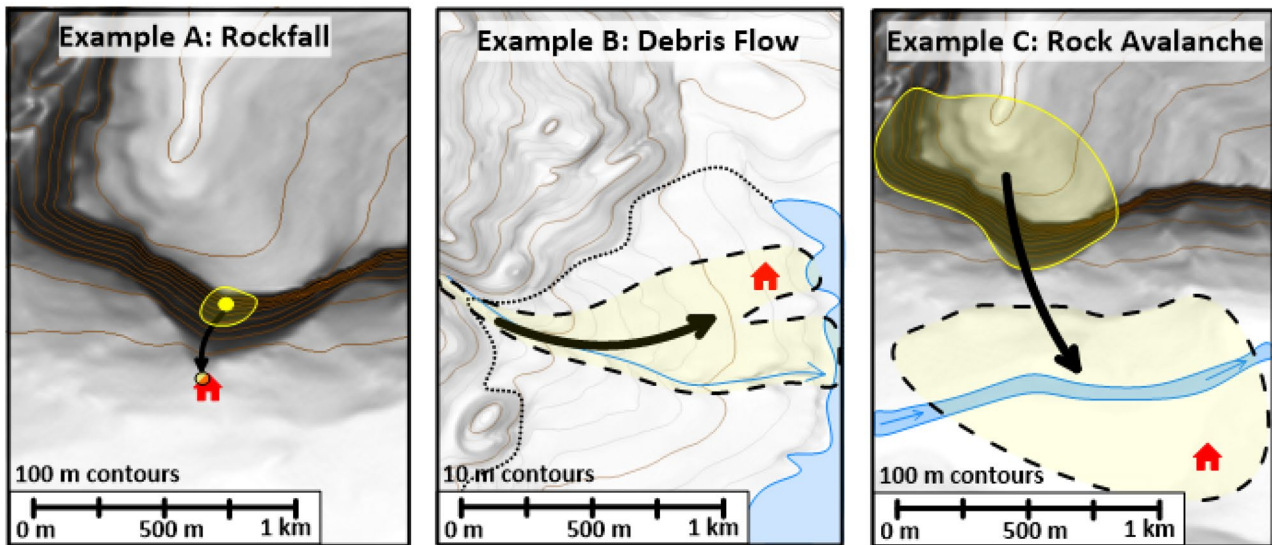 Example A: Rockfall
100 m contours
0 m 500 m 1 km
Example B: Debris Flow
10 m contours
0 m 500 m 1 km
Example C: Rock Avalanche
100 m contours
0 m 500 m 1 km